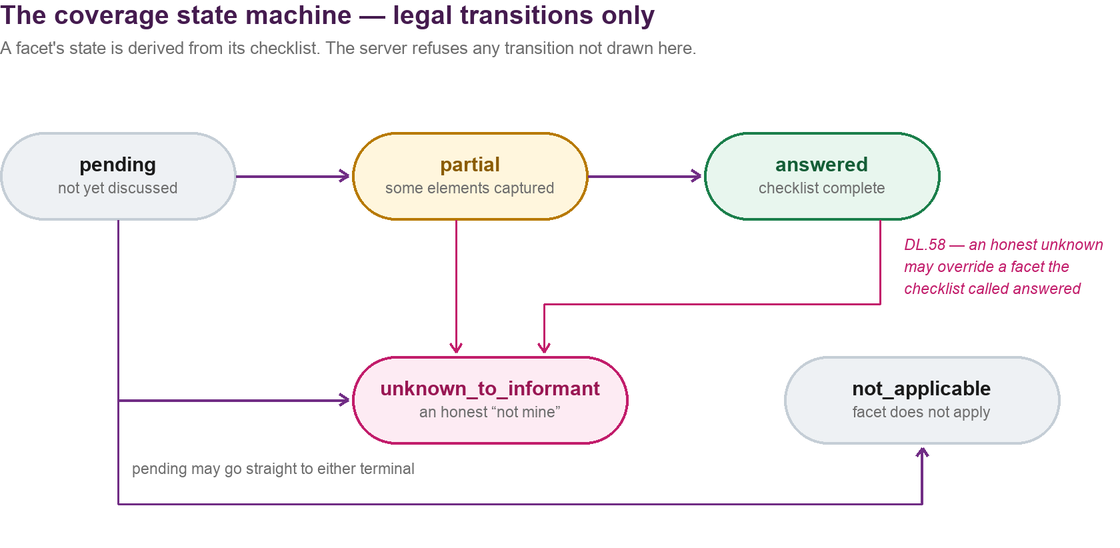 The coverage state machine — legal transitions only
A facet's state is derived from its checklist. The server refuses any transition not drawn here.
pending
not yet discussed
partial
some elements captured
answered
checklist complete
DL.58 — an honest unknown
may override a facet the
checklist called answered
unknown_to_informant
an honest “not mine”
not_applicable
facet does not apply
pending may go straight to either terminal